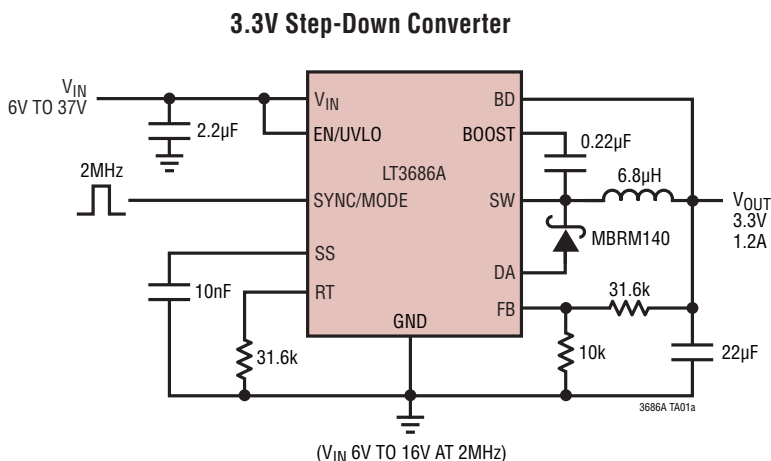 3.3V Step-Down Converter
VIN
6V TO 37V
2.2µF
2MHz
10nF
31.6k
VIN
EN/UVLO
SYNC/MODE
SS
RT
LT3686A
GND
BD
BOOST
SW
DA
FB
0.22µF
6.8µH
MBRM140
31.6k
10k
VOUT
3.3V
1.2A
22µF
3686A TA01a
(VIN 6V TO 16V AT 2MHz)